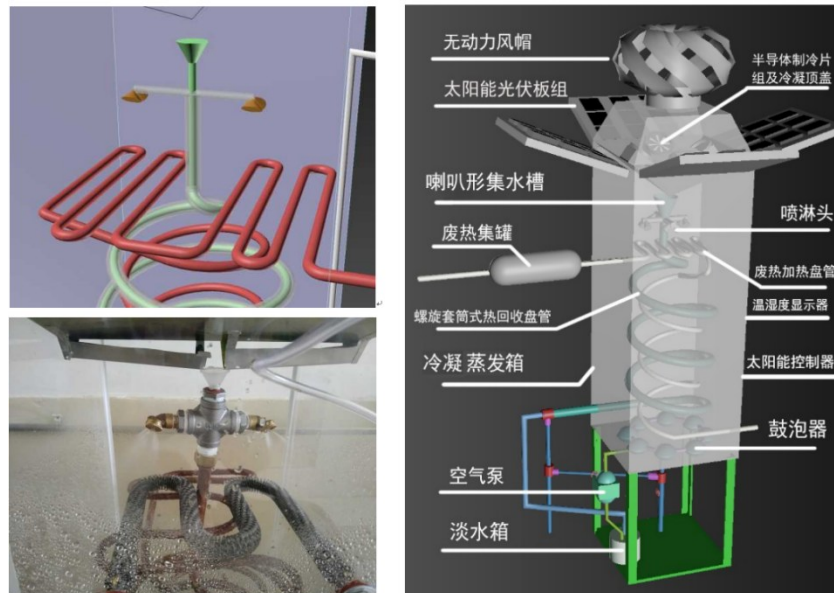 无动力风帽
半导体制冷片
组及冷凝顶盖
太阳能光伏板组
喇叭形集水槽
喷淋头
废热集罐
废热加热盘管
螺旋套筒式热回收盘管
温湿度显示器
冷凝 蒸发箱
太阳能控制器
鼓泡器
空气泵
淡水箱